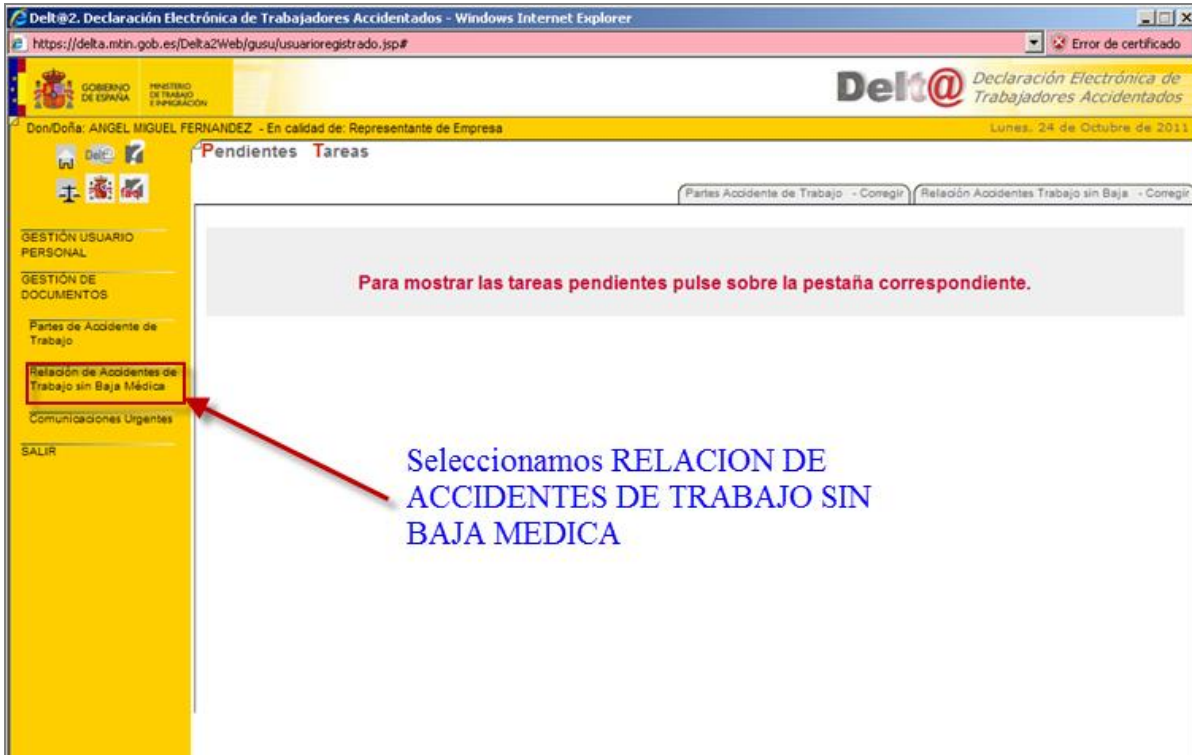 Delt@2. Declaración Electrónica de Trabajadores Accidentados - Windows Internet Explorer
https://delta.mtin.gob.es/Delta2Web/gusu/usuarioregistrado.jsp#
Error de certificado
GOBIERNO
DE ESPAÑA
MINISTERIO
DE TRABAJO
E INMIGRACIÓN
Delt@
Declaración Electrónica de
Trabajadores Accidentados
Don/Doña: ANGEL MIGUEL FERNANDEZ - En calidad de: Representante de Empresa
Lunes, 24 de Octubre de 2011
Delt@
faq!
Pendientes Tareas
Partes Accidente de Trabajo - Corregir
Relación Accidentes Trabajo sin Baja - Corregir
GESTIÓN USUARIO
PERSONAL
GESTIÓN DE
DOCUMENTOS
Partes de Accidente de
Trabajo
Relación de Accidentes de
Trabajo sin Baja Médica
Comunicaciones Urgentes
SALIR
Para mostrar las tareas pendientes pulse sobre la pestaña correspondiente.
Seleccionamos RELACION DE
ACCIDENTES DE TRABAJO SIN
BAJA MEDICA